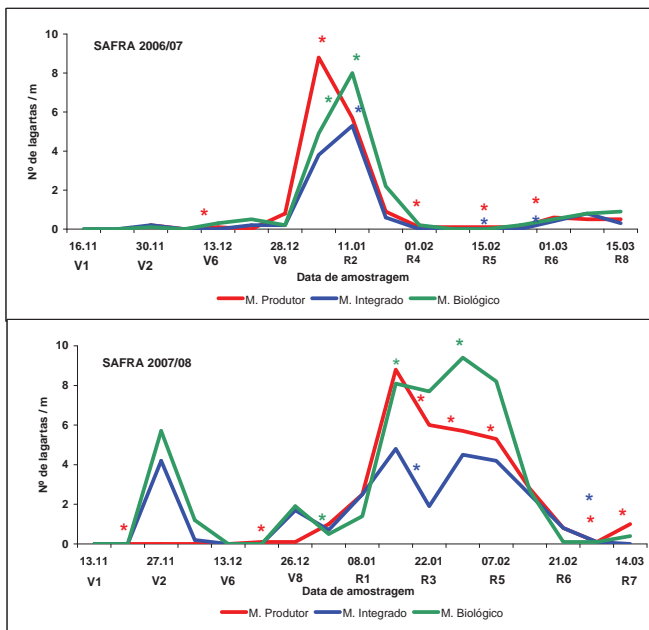 SAFRA 2006/07
Nº de lagartas / m
10
8
6
4
2
0
16.11 30.11 13.12 28.12 11.01 01.02 15.02 01.03 15.03
V1 V2 V6 V8 R2 R4 R5 R6 R8
Data de amostragem
M. Produtor M. Integrado M. Biológico
SAFRA 2007/08
Nº de lagartas / m
10
8
6
4
2
0
13.11 27.11 13.12 26.12 08.01 22.01 07.02 21.02 14.03
V1 V2 V6 V8 R1 R3 R5 R6 R7
Data de amostragem
M. Produtor M. Integrado M. Biológico